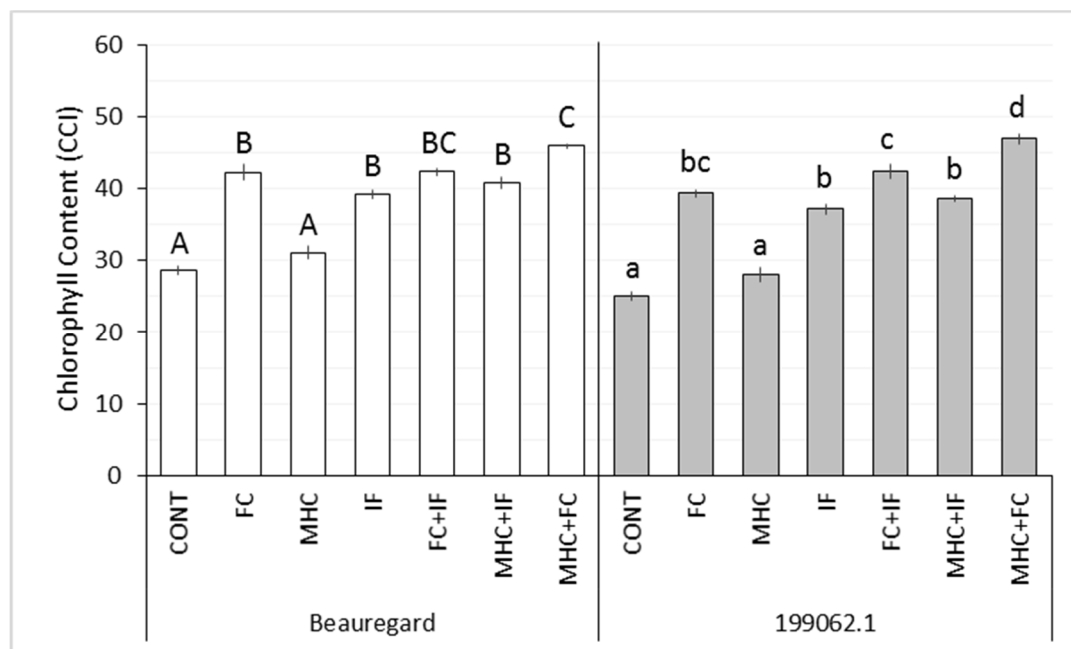 Chlorophyll Content (CCI)
60
50
40
30
20
10
0
A
B
A
B
BC
B
C
a
bc
a
b
c
b
d
CONT
FC
MHC
IF
FC+IF
MHC+IF
MHC+FC
CONT
FC
MHC
IF
FC+IF
MHC+IF
MHC+FC
Beauregard
199062.1